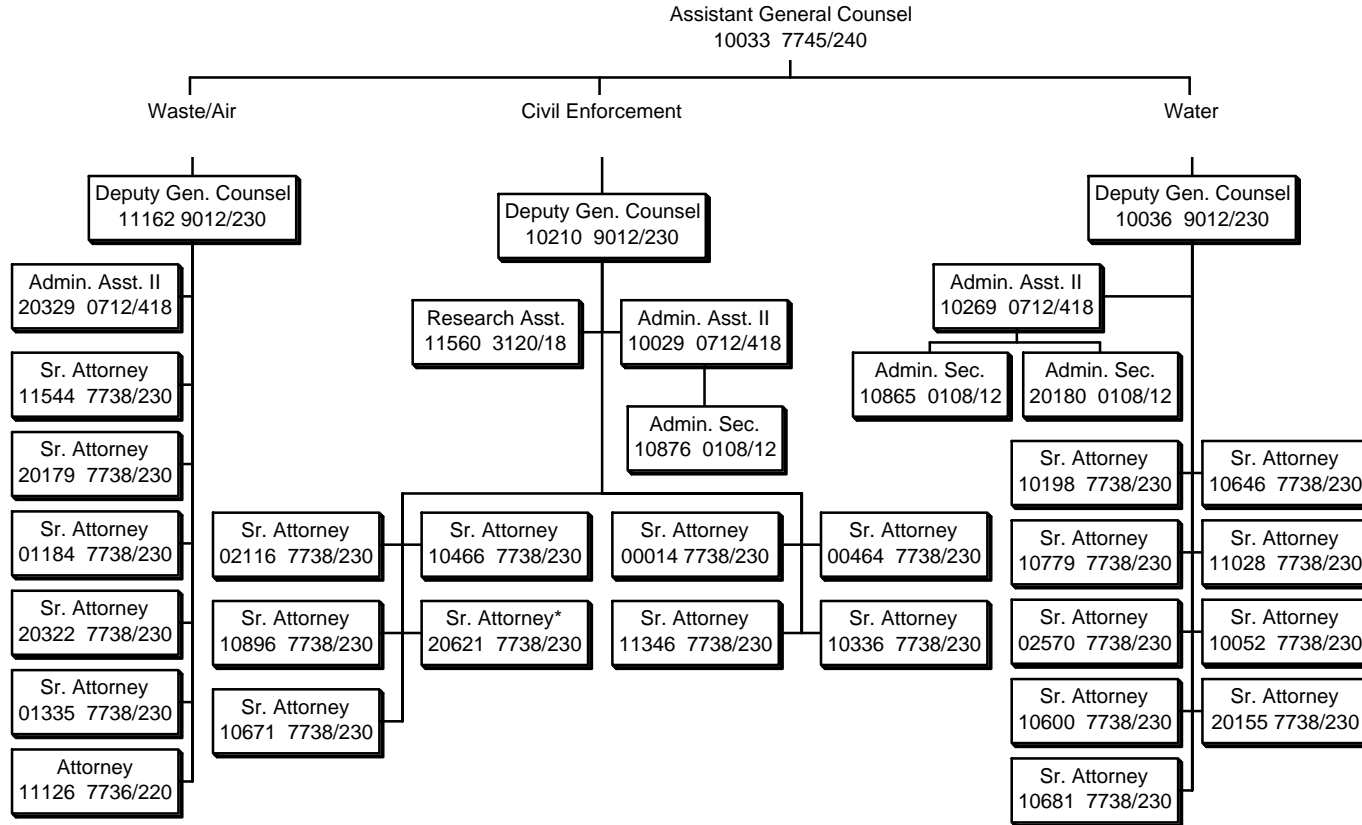 Assistant General Counsel
10033 7745/240
Waste/Air
Civil Enforcement
Water
Deputy Gen. Counsel
11162 9012/230
Admin. Asst. II
20329 0712/418
Sr. Attorney
11544 7738/230
Sr. Attorney
20179 7738/230
Sr. Attorney
01184 7738/230
Sr. Attorney
20322 7738/230
Sr. Attorney
01335 7738/230
Attorney
11126 7736/220
Deputy Gen. Counsel
10210 9012/230
Research Asst.
11560 3120/18
Admin. Asst. II
10029 0712/418
Admin. Sec.
10876 0108/12
Sr. Attorney
02116 7738/230
Sr. Attorney
10466 7738/230
Sr. Attorney
00014 7738/230
Sr. Attorney
00464 7738/230
Sr. Attorney
10896 7738/230
Sr. Attorney*
20621 7738/230
Sr. Attorney
11346 7738/230
Sr. Attorney
10336 7738/230
Sr. Attorney
10671 7738/230
Deputy Gen. Counsel
10036 9012/230
Admin. Asst. II
10269 0712/418
Admin. Sec.
10865 0108/12
Admin. Sec.
20180 0108/12
Sr. Attorney
10198 7738/230
Sr. Attorney
10646 7738/230
Sr. Attorney
10779 7738/230
Sr. Attorney
11028 7738/230
Sr. Attorney
02570 7738/230
Sr. Attorney
10052 7738/230
Sr. Attorney
10600 7738/230
Sr. Attorney
20155 7738/230
Sr. Attorney
10681 7738/230